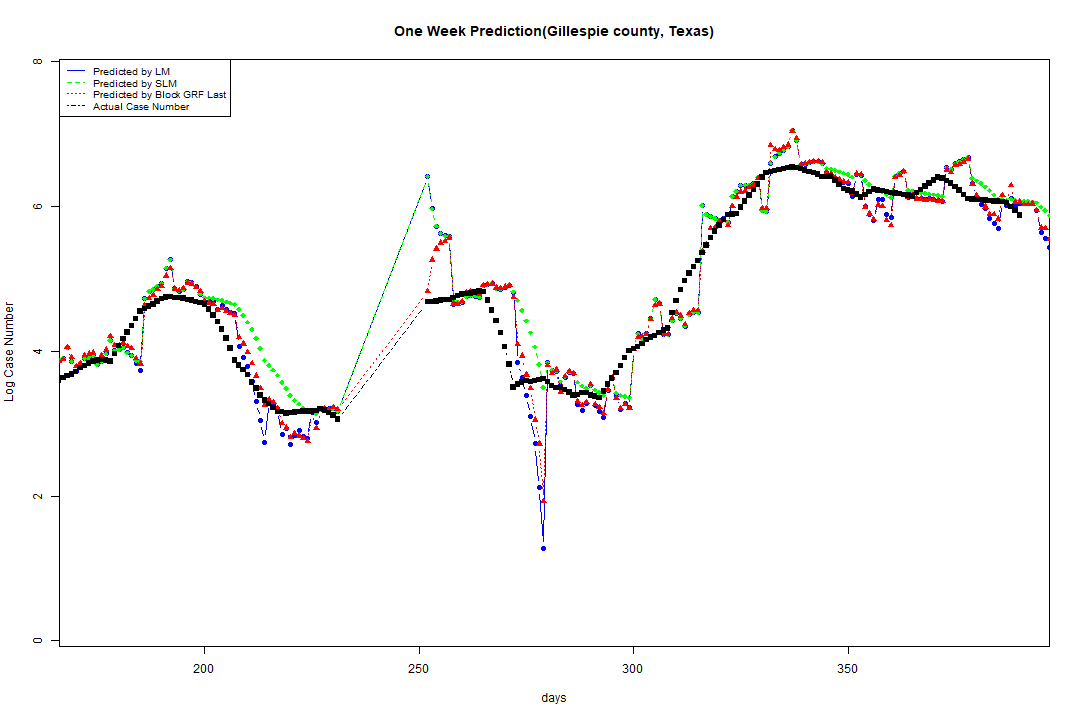 One Week Prediction(Gillespie county, Texas)
Predicted by LM
Predicted by SLM
Predicted by Block GRF Last
Actual Case Number
8
6
4
2
0
Log Case Number
200 250 300 350
days